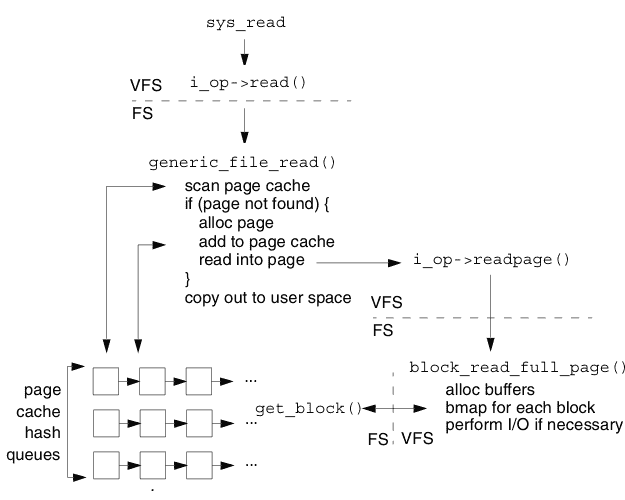 sys_read
i_op->read()
VFS
FS
generic_file_read()
scan page cache
if (page not found) {
alloc page
add to page cache
read into page
}
copy out to user space
i_op->readpage()
VFS
FS
block_read_full_page()
alloc buffers
bmap for each block
perform I/O if necessary
get_block()
FS
VFS
page
cache
hash
queues
...
...
...